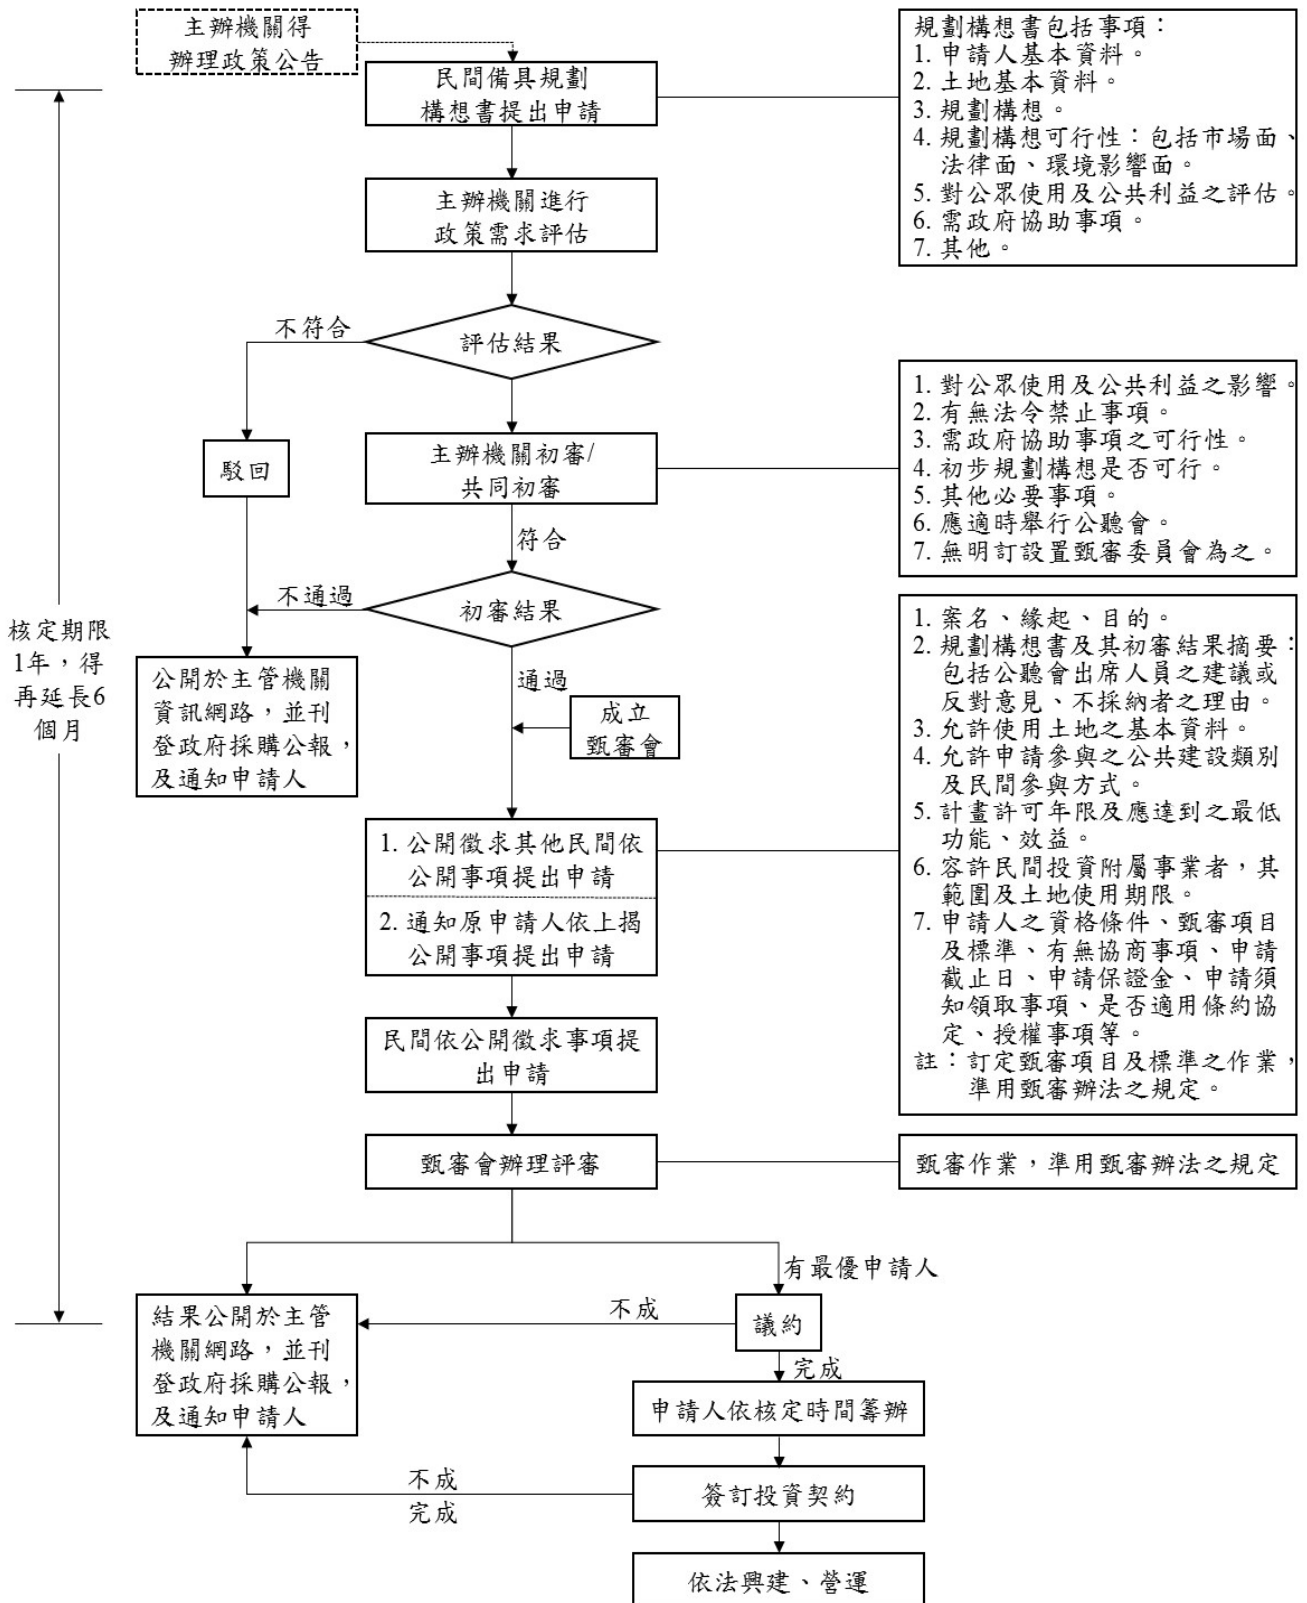 主辦機關得
辦理政策公告
民間備具規劃
構想書提出申請
規劃構想書包括事項：
1. 申請人基本資料。
2. 土地基本資料。
3. 規劃構想。
4. 規劃構想可行性：包括市場面、
法律面、環境影響面。
5. 對公眾使用及公共利益之評估。
6. 需政府協助事項。
7. 其他。
主辦機關進行
政策需求評估
評估結果
不符合
駁回
主辦機關初審/
共同初審
1. 對公眾使用及公共利益之影響。
2. 有無法令禁止事項。
3. 需政府協助事項之可行性。
4. 初步規劃構想是否可行。
5. 其他必要事項。
6. 應適時舉行公聽會。
7. 無明訂設置甄審委員會為之。
符合
初審結果
不通過
公開於主管機關
資訊網路，並刊
登政府採購公報，
及通知申請人
通過
成立
甄審會
核定期限
1年，得
再延長6
個月
1. 公開徵求其他民間依
公開事項提出申請
2. 通知原申請人依上揭
公開事項提出申請
1. 案名、緣起、目的。
2. 規劃構想書及其初審結果摘要：
包括公聽會出席人員之建議或
反對意見、不採納者之理由。
3. 允許使用土地之基本資料。
4. 允許申請參與之公共建設類別
及民間參與方式。
5. 計畫許可年限及應達到之最低
功能、效益。
6. 容許民間投資附屬事業者，其
範圍及土地使用期限。
7. 申請人之資格條件、甄審項目
及標準、有無協商事項、申請
截止日、申請保證金、申請須
知領取事項、是否適用條約協
定、授權事項等。
註：訂定甄審項目及標準之作業，
準用甄審辦法之規定。
民間依公開徵求事項提
出申請
甄審會辦理評審
甄審作業，準用甄審辦法之規定
有最優申請人
議約
不成
結果公開於主管
機關網路，並刊
登政府採購公報，
及通知申請人
完成
申請人依核定時間籌辦
簽訂投資契約
不成
完成
依法興建、營運